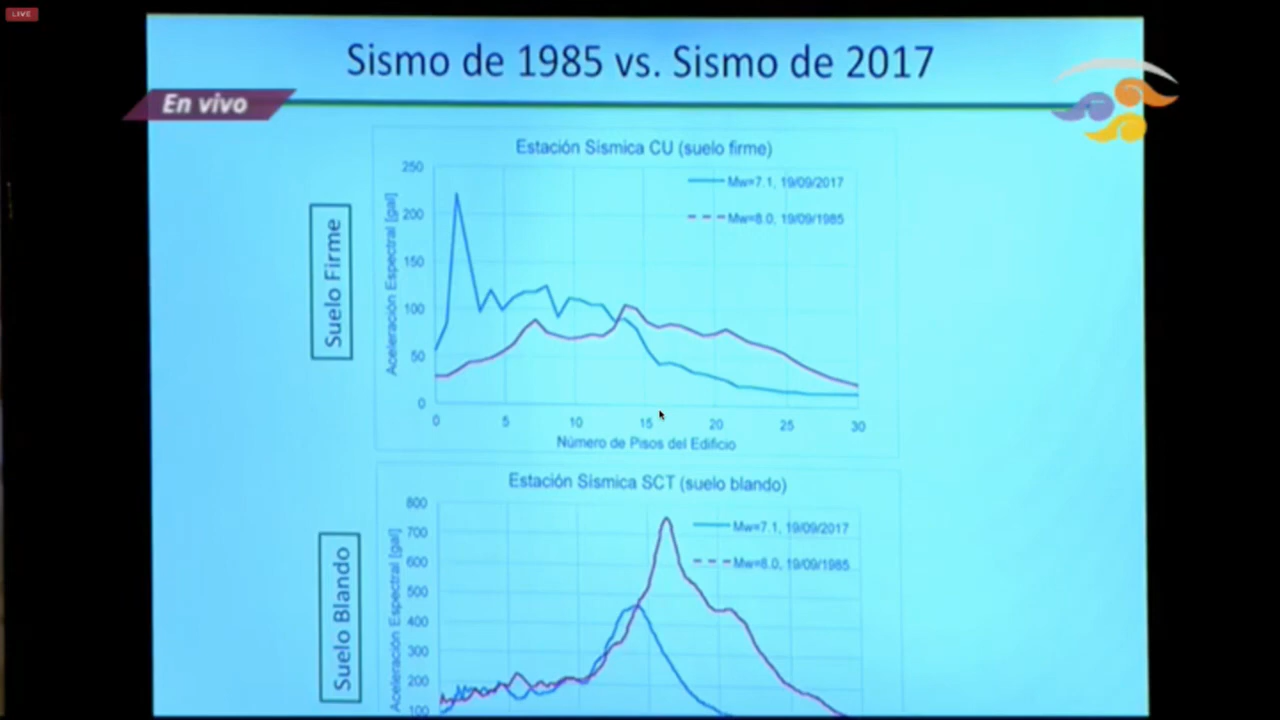 LIVE
Sismo de 1985 vs. Sismo de 2017
En vivo
Estación Sísmica CU (suelo firme)
Suelo Firme
Aceleración Espectral [gal]
250
200
150
100
50
0
Mw=7.1, 19/09/2017
Mw=8.0, 19/09/1985
0 5 10 15 20 25 30
Número de Pisos del Edificio
Estación Sísmica SCT (suelo blando)
Suelo Blando
Aceleración Espectral [gal]
800
700
600
500
400
300
200
100
Mw=7.1, 19/09/2017
Mw=8.0, 19/09/1985